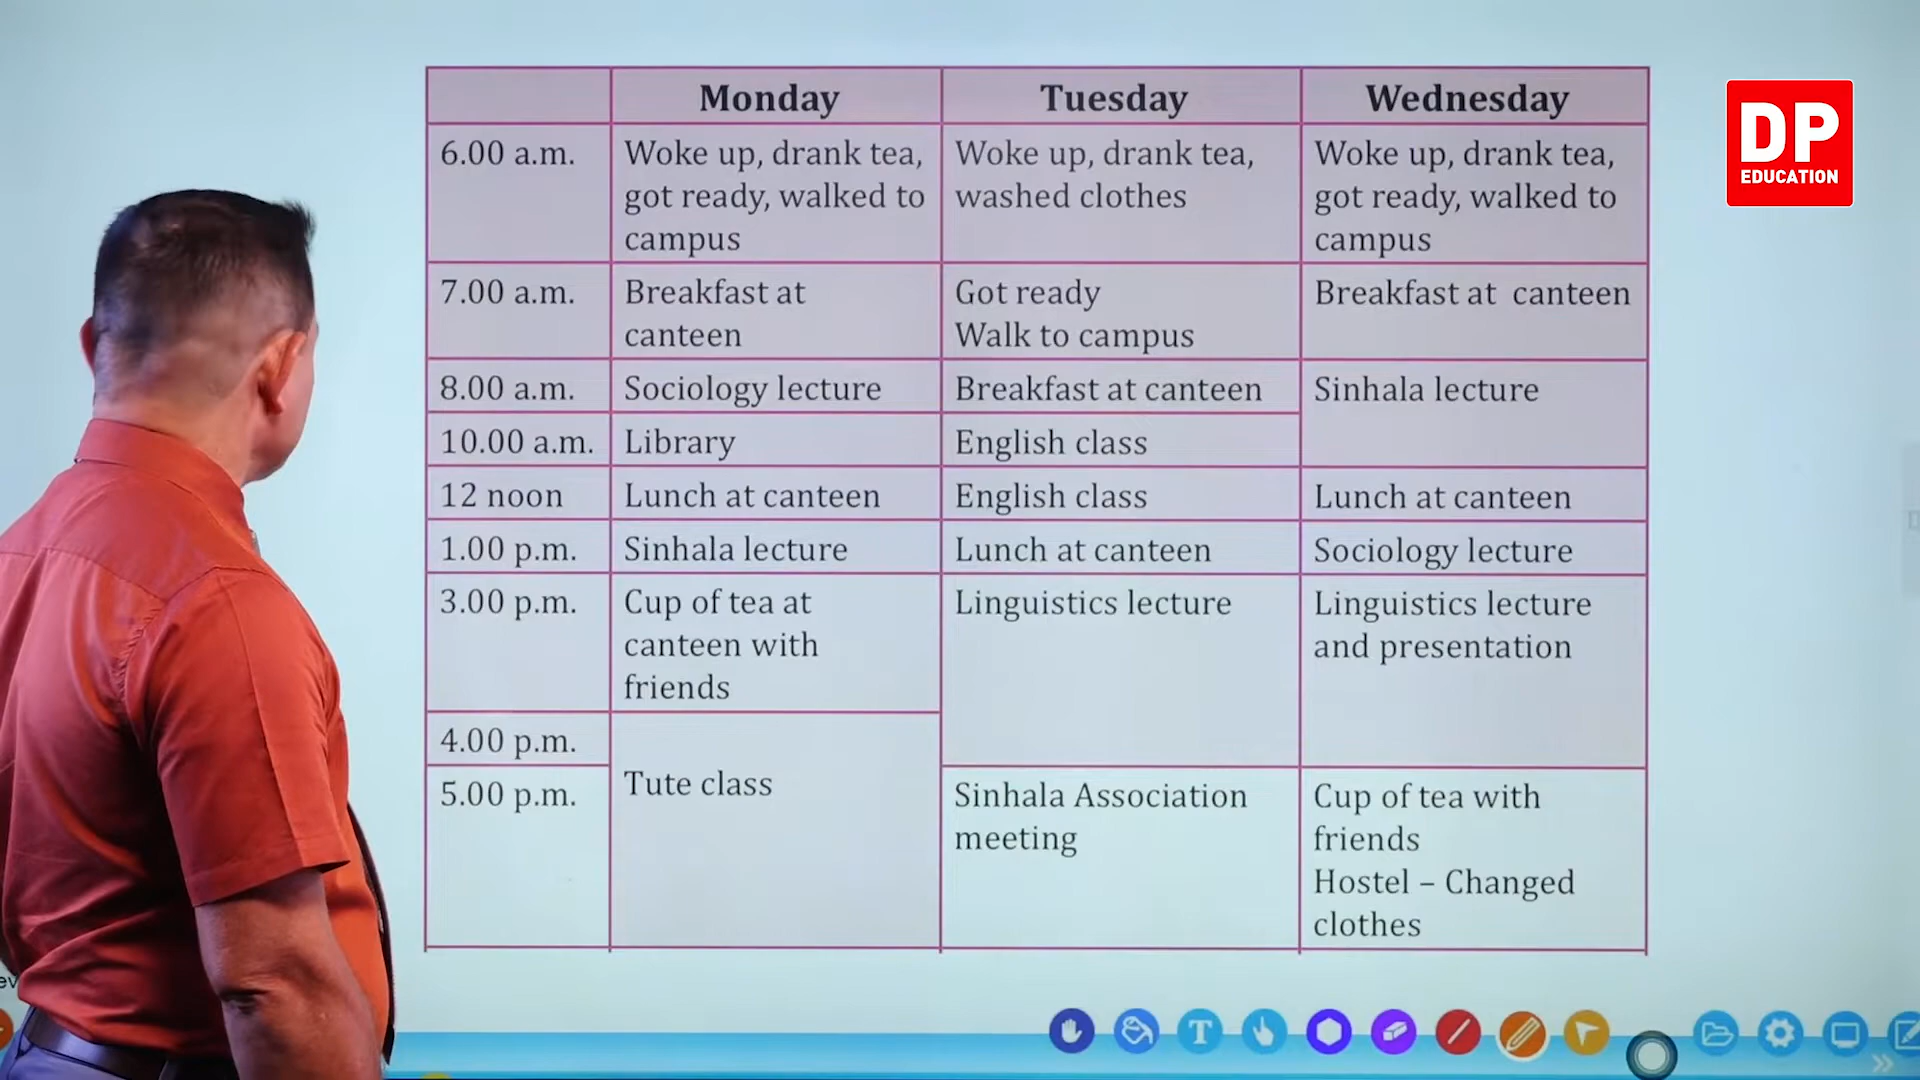 Monday Tuesday Wednesday
6.00 a.m. Woke up, drank tea, Woke up, drank tea, Woke up, drank tea,
got ready, walked to washed clothes got ready, walked to
campus campus
7.00 a.m. Breakfast at Got ready Breakfast at canteen
canteen Walk to campus
8.00 a.m. Sociology lecture Breakfast at canteen Sinhala lecture
10.00 a.m. Library English class
12 noon Lunch at canteen English class Lunch at canteen
1.00 p.m. Sinhala lecture Lunch at canteen Sociology lecture
3.00 p.m. Cup of tea at Linguistics lecture Linguistics lecture
canteen with and presentation
friends
4.00 p.m.
Tute class
5.00 p.m. Sinhala Association Cup of tea with
meeting friends
Hostel – Changed
clothes
DP
EDUCATION
T